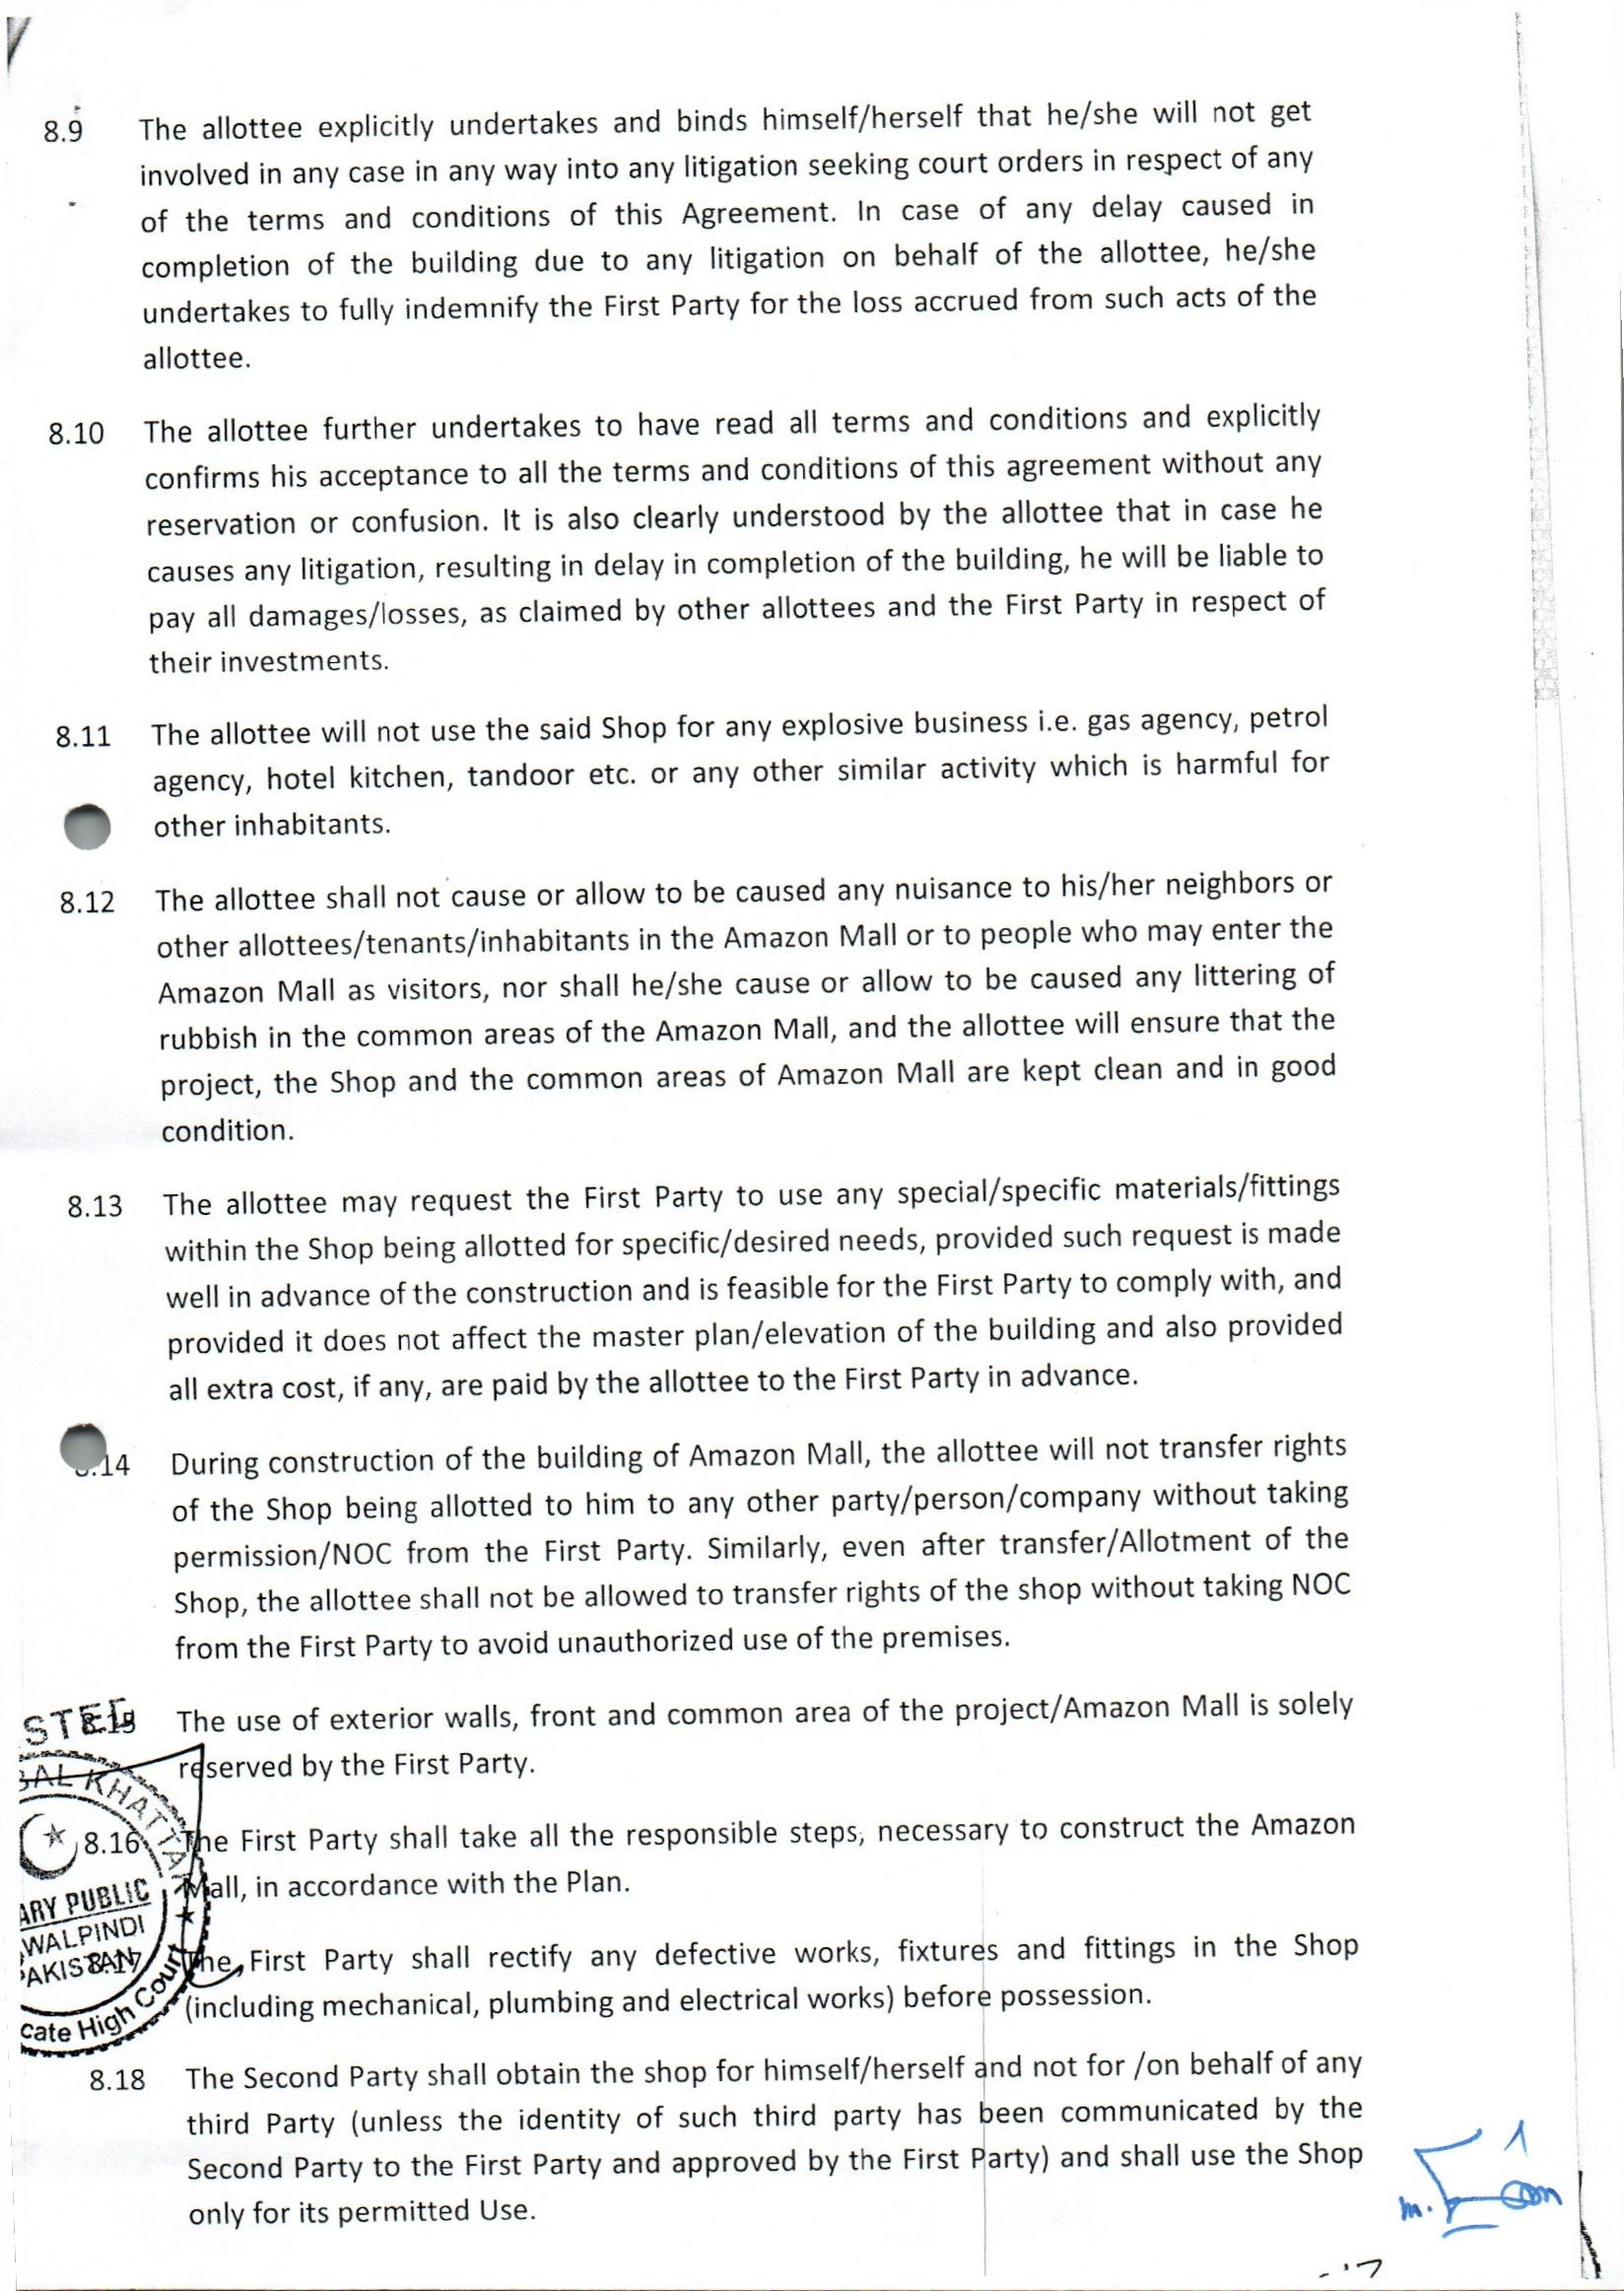 8.9 The allottee explicitly undertakes and binds himself/herself that he/she will not get
involved in any case in any way into any litigation seeking court orders in respect of any
of the terms and conditions of this Agreement. In case of any delay caused in
completion of the building due to any litigation on behalf of the allottee, he/she
undertakes to fully indemnify the First Party for the loss accrued from such acts of the
allottee.
8.10 The allottee further undertakes to have read all terms and conditions and explicitly
confirms his acceptance to all the terms and conditions of this agreement without any
reservation or confusion. It is also clearly understood by the allottee that in case he
causes any litigation, resulting in delay in completion of the building, he will be liable to
pay all damages/losses, as claimed by other allottees and the First Party in respect of
their investments.
8.11 The allottee will not use the said Shop for any explosive business i.e. gas agency, petrol
agency, hotel kitchen, tandoor etc. or any other similar activity which is harmful for
other inhabitants.
8.12 The allottee shall not cause or allow to be caused any nuisance to his/her neighbors or
other allottees/tenants/inhabitants in the Amazon Mall or to people who may enter the
Amazon Mall as visitors, nor shall he/she cause or allow to be caused any littering of
rubbish in the common areas of the Amazon Mall, and the allottee will ensure that the
project, the Shop and the common areas of Amazon Mall are kept clean and in good
condition.
8.13 The allottee may request the First Party to use any special/specific materials/fittings
within the Shop being allotted for specific/desired needs, provided such request is made
well in advance of the construction and is feasible for the First Party to comply with, and
provided it does not affect the master plan/elevation of the building and also provided
all extra cost, if any, are paid by the allottee to the First Party in advance.
.14 During construction of the building of Amazon Mall, the allottee will not transfer rights
of the Shop being allotted to him to any other party/person/company without taking
permission/NOC from the First Party. Similarly, even after transfer/Allotment of the
Shop, the allottee shall not be allowed to transfer rights of the shop without taking NOC
from the First Party to avoid unauthorized use of the premises.
8.15 The use of exterior walls, front and common area of the project/Amazon Mall is solely
reserved by the First Party.
8.16 The First Party shall take all the responsible steps, necessary to construct the Amazon
Mall, in accordance with the Plan.
8.17 The First Party shall rectify any defective works, fixtures and fittings in the Shop
(including mechanical, plumbing and electrical works) before possession.
8.18 The Second Party shall obtain the shop for himself/herself and not for /on behalf of any
third Party (unless the identity of such third party has been communicated by the
Second Party to the First Party and approved by the First Party) and shall use the Shop
only for its permitted Use.
STED
BAL KHATTAK
ARY PUBLIC
WALPINDI
PAKISTAN
cate High Court